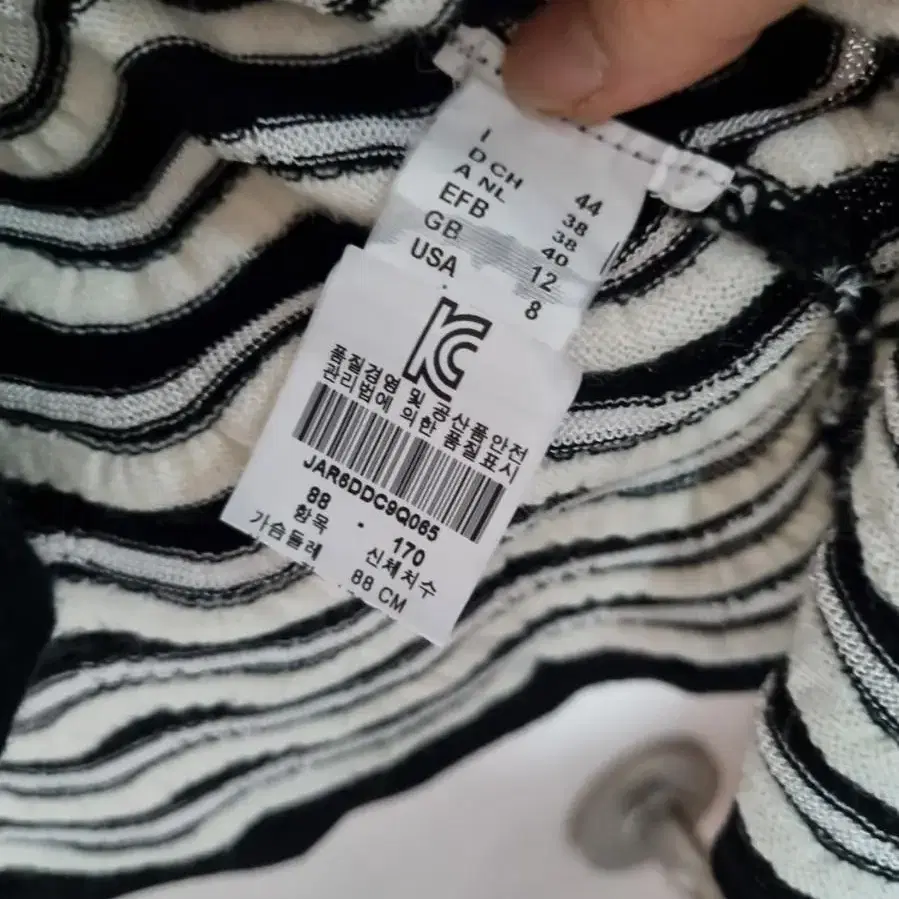 I 44
D CH 38
A NL 38
EFB 40
GB 12
USA 8
KC
품질경영 및 공산품안전
관리법에 의한 품질표시
JAR6DDC9Q065
88 - 170
항목 신체치수
가슴둘레 88 CM